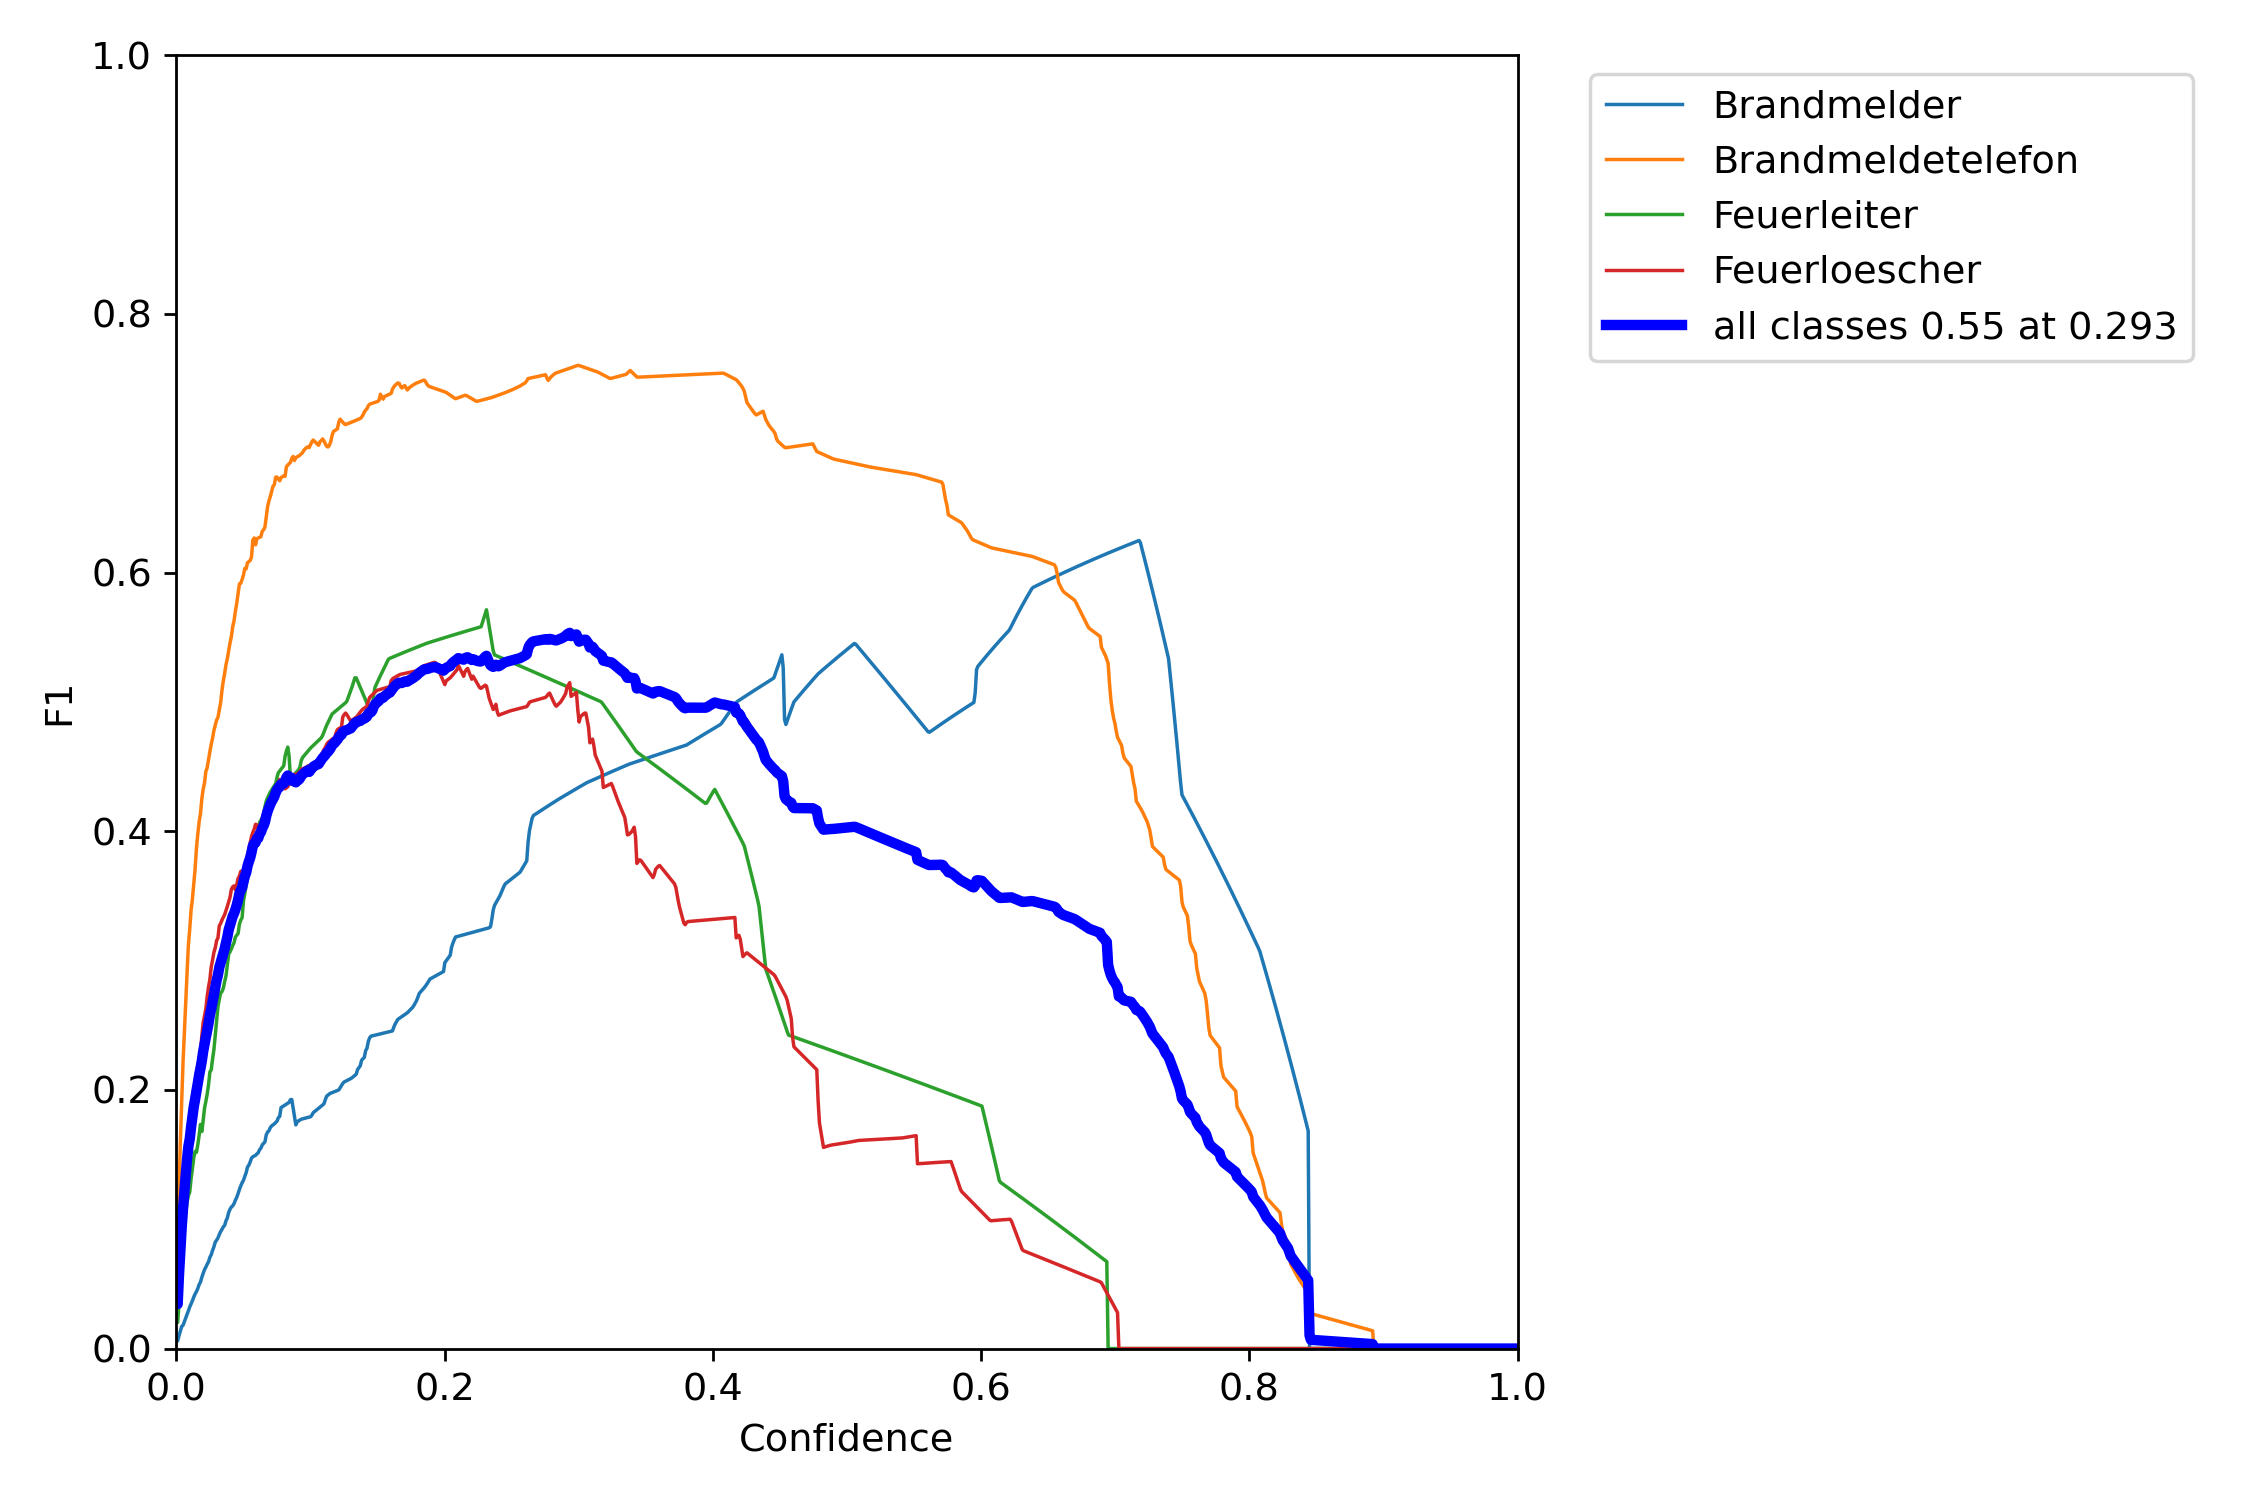 1.0
0.8
0.6
0.4
0.2
0.0
F1
0.0 0.2 0.4 0.6 0.8 1.0
Confidence
Brandmelder
Brandmeldetelefon
Feuerleiter
Feuerloescher
all classes 0.55 at 0.293